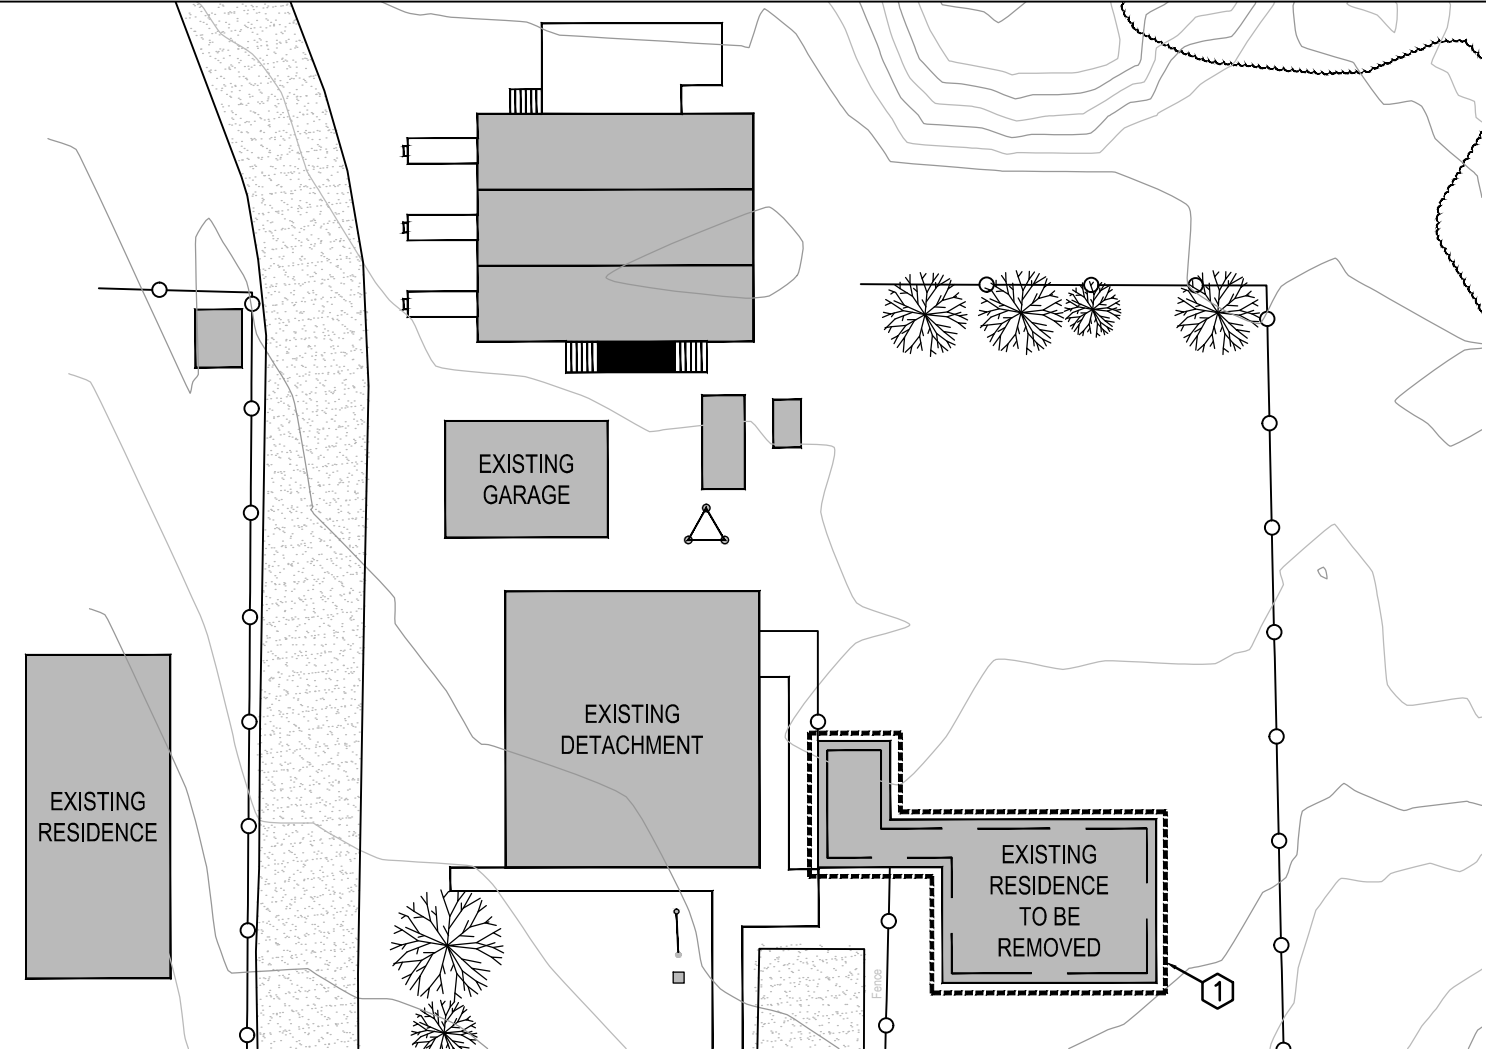 EXISTING
GARAGE
EXISTING
DETACHMENT
EXISTING
RESIDENCE
EXISTING
RESIDENCE
TO BE
REMOVED
1
Fence